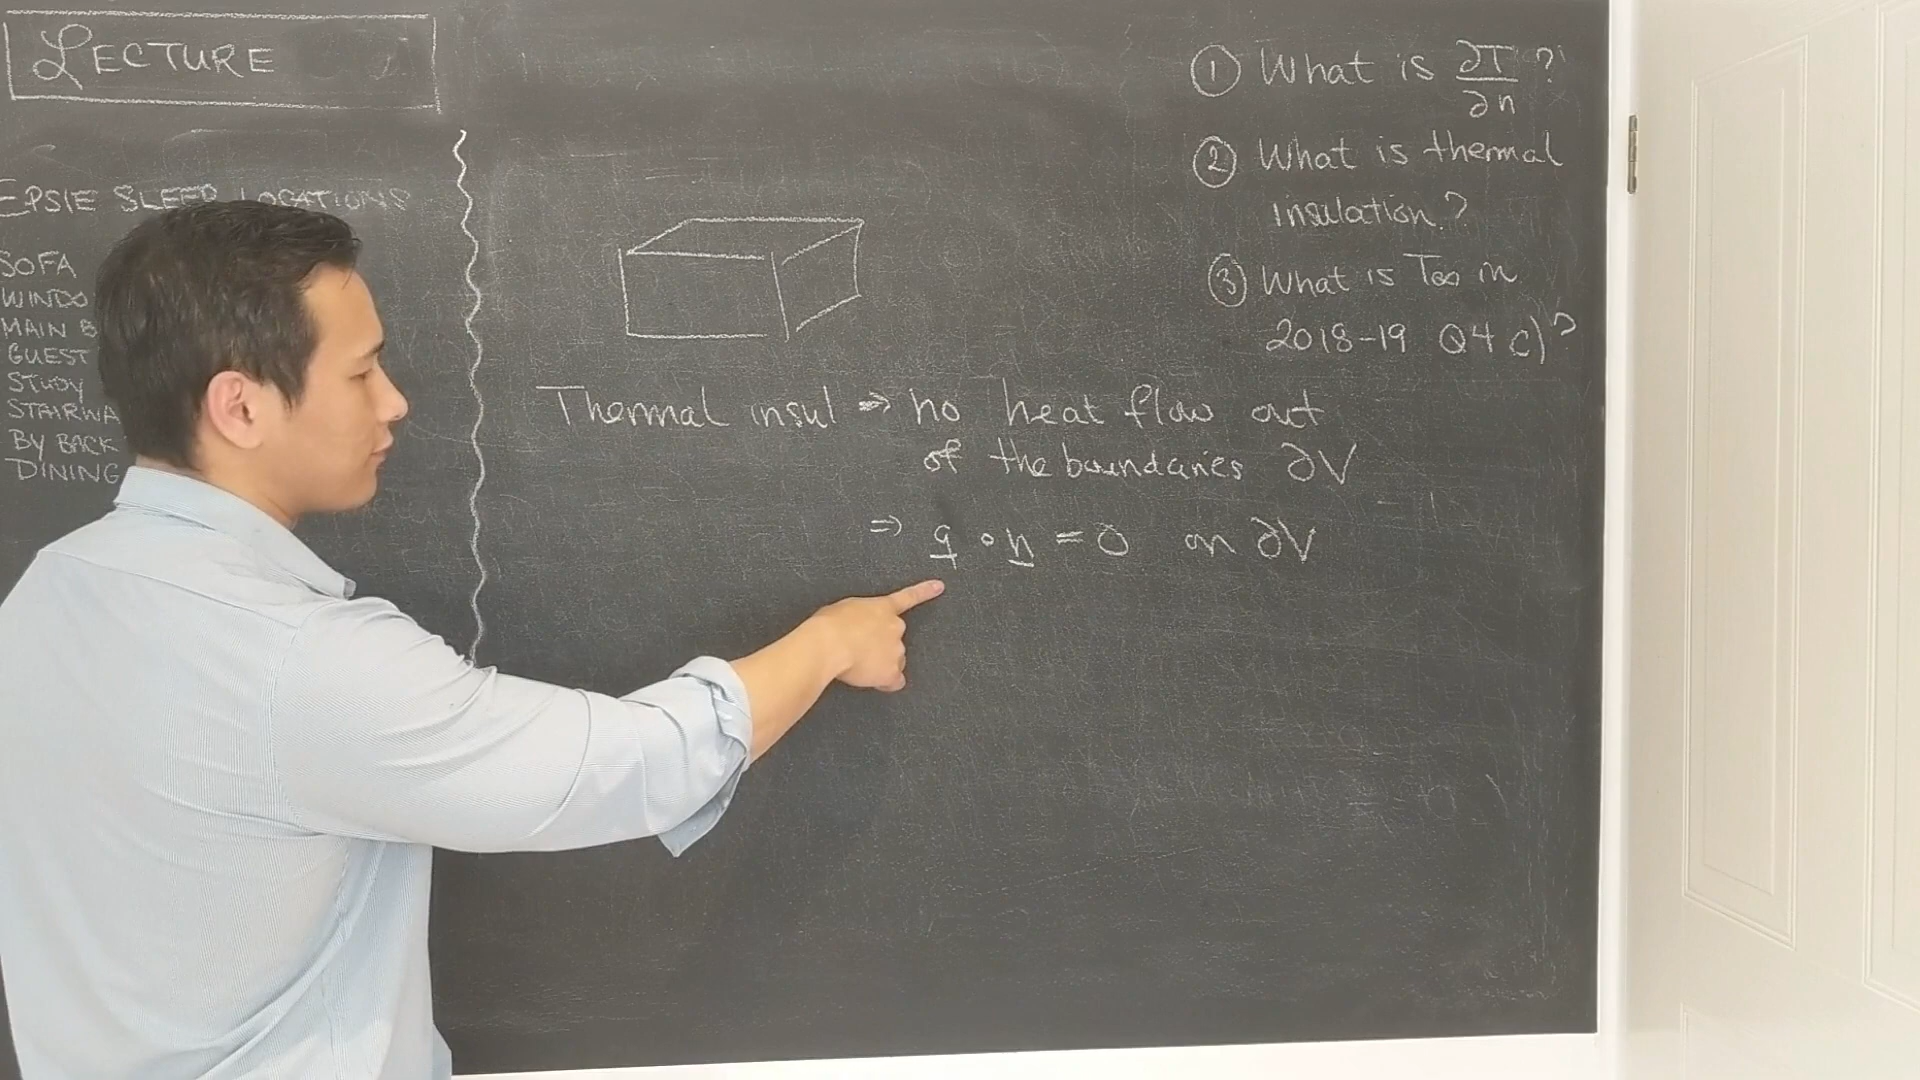 LECTURE
EPSIE SLEEP LOCATIONS
SOFA
MAIN
GUEST
STUDY
BY BACK
DINING
① What is ∂T/∂n ?
② What is thermal
insulation?
③ What is T∞ in
2018-19 Q4 c)?
Thermal insul ⇒ no heat flow out
of the boundaries ∂V
⇒ q · n = 0 on ∂V